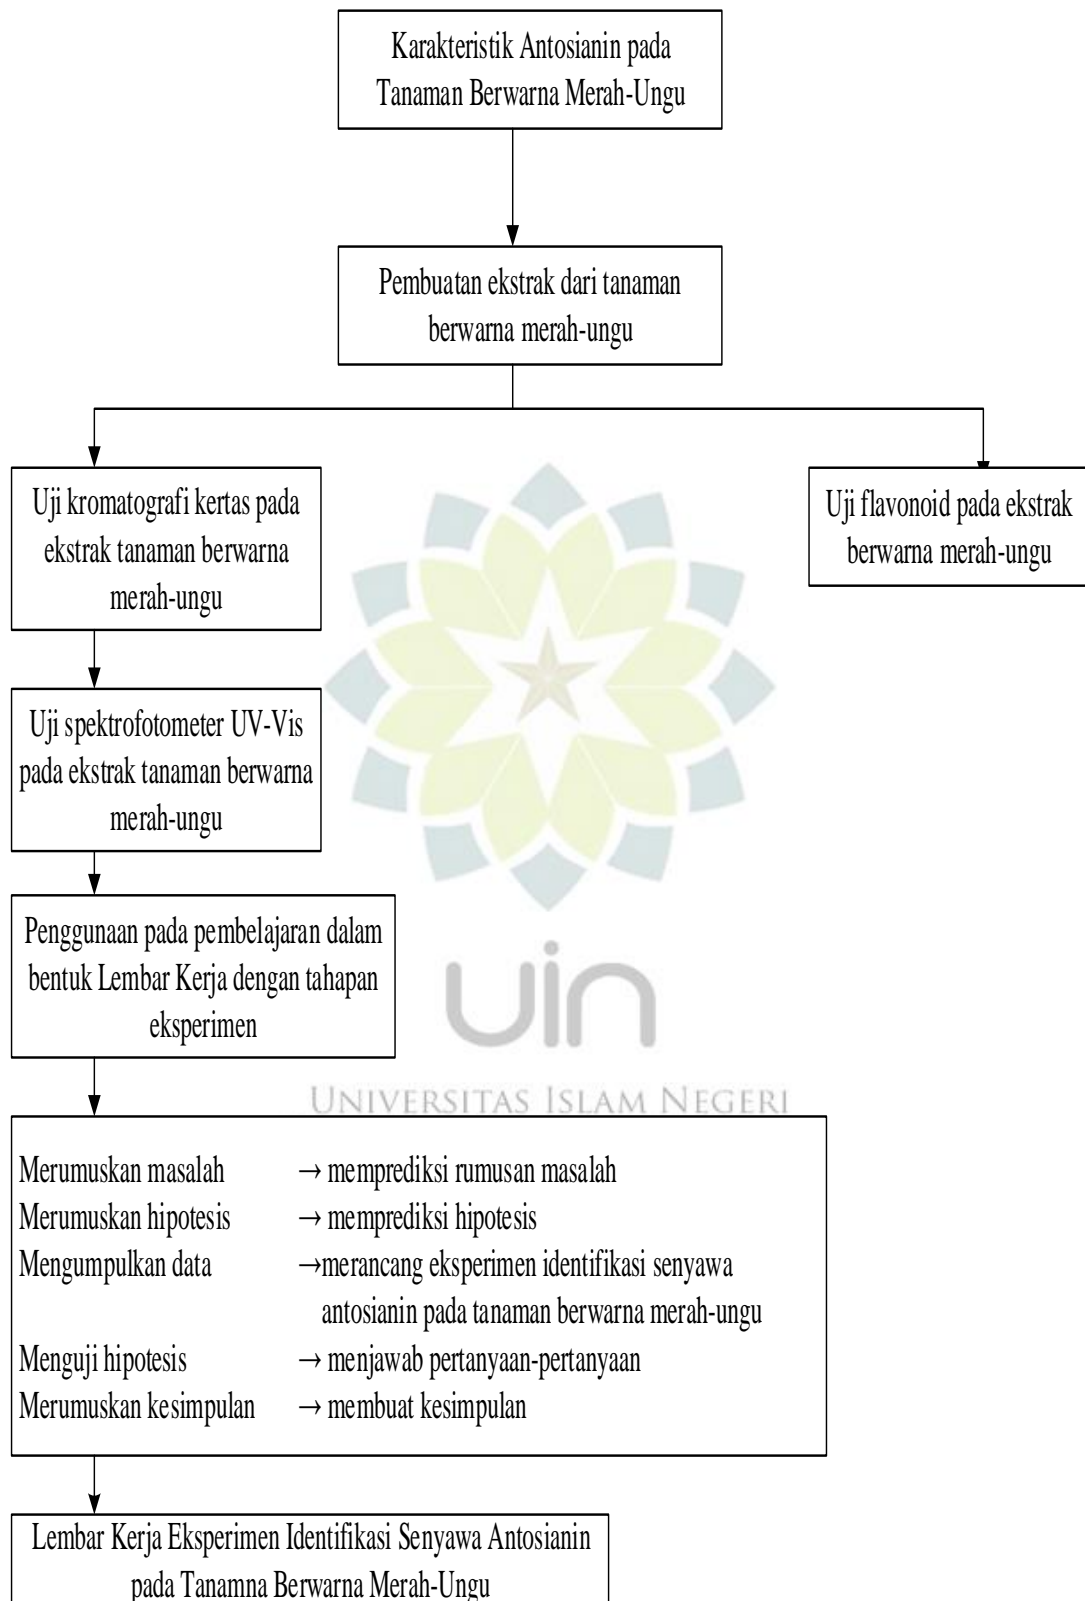 Karakteristik Antosianin pada
Tanaman Berwarna Merah-Ungu
Pembuatan ekstrak dari tanaman
berwarna merah-ungu
Uji kromatografi kertas pada
ekstrak tanaman berwarna
merah-ungu
Uji flavonoid pada ekstrak
berwarna merah-ungu
Uji spektrofotometer UV-Vis
pada ekstrak tanaman berwarna
merah-ungu
Penggunaan pada pembelajaran dalam
bentuk Lembar Kerja dengan tahapan
eksperimen
uin
UNIVERSITAS ISLAM NEGERI
Merumuskan masalah → memprediksi rumusan masalah
Merumuskan hipotesis → memprediksi hipotesis
Mengumpulkan data →merancang eksperimen identifikasi senyawa
antosianin pada tanaman berwarna merah-ungu
Menguji hipotesis → menjawab pertanyaan-pertanyaan
Merumuskan kesimpulan → membuat kesimpulan
Lembar Kerja Eksperimen Identifikasi Senyawa Antosianin
pada Tanamna Berwarna Merah-Ungu